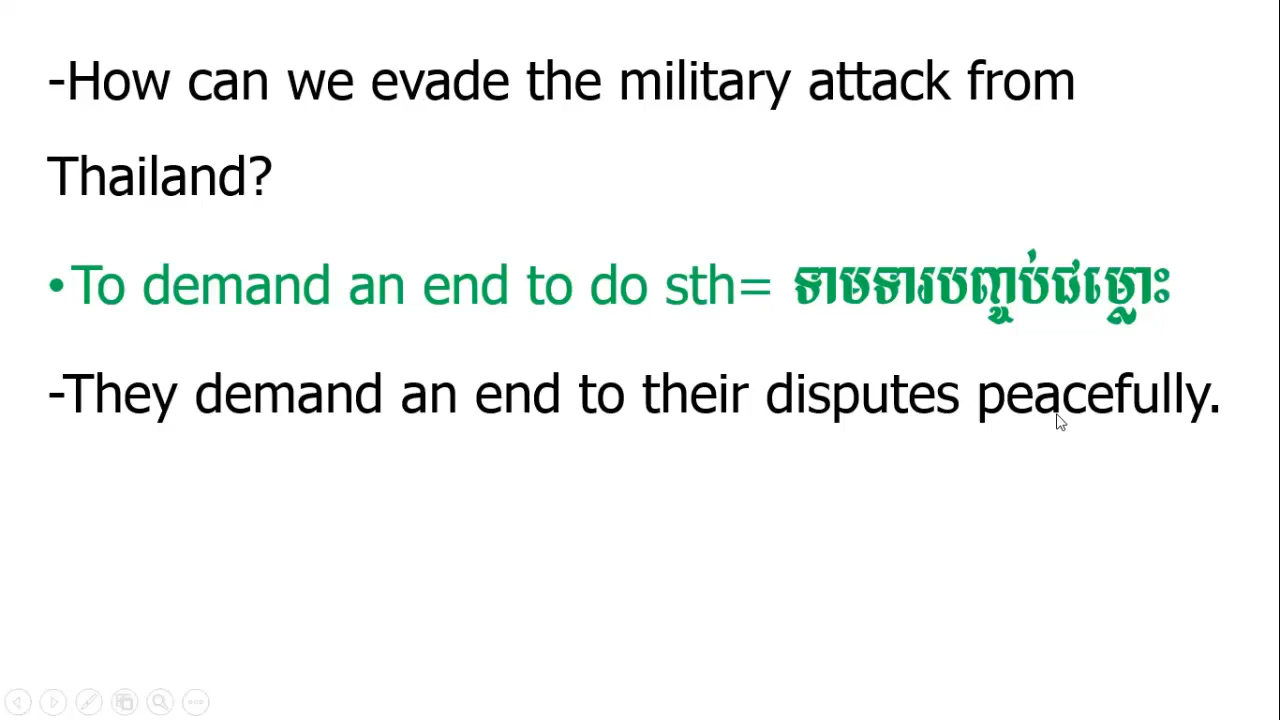 -How can we evade the military attack from
Thailand?
•To demand an end to do sth= ទាមទារបញ្ចប់ជម្លោះ
-They demand an end to their disputes peacefully.